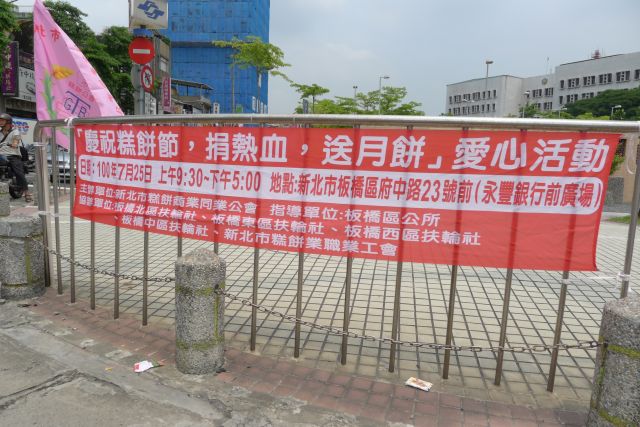 「慶祝糕餅節,捐熱血,送月餅」愛心活動
日期:100年7月25日 上午9:30~下午5:00 地點:新北市板橋區府中路23號前(永豐銀行前廣場)
主辦單位:新北市糕餅商業同業公會 指導單位:板橋區公所
協辦單位:板橋北區扶輪社、板橋東區扶輪社、板橋西區扶輪社
、板橋中區扶輪社、新北市糕餅業職業工會